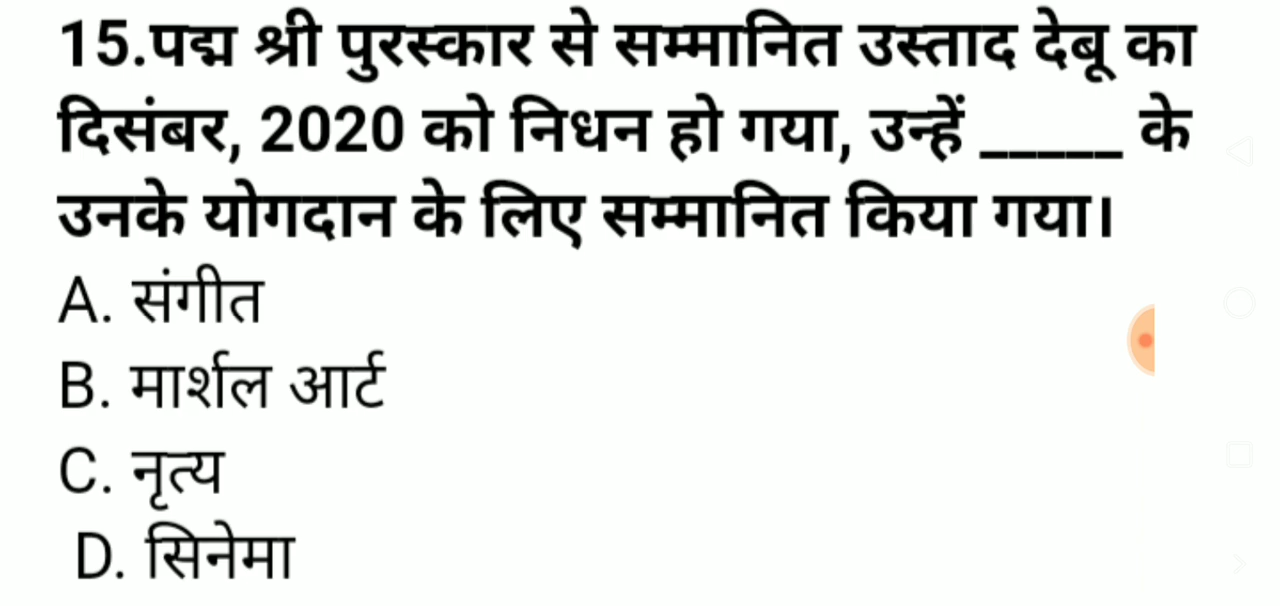 15.पद्म श्री पुरस्कार से सम्मानित उस्ताद देबू का
दिसंबर, 2020 को निधन हो गया, उन्हें _____ के
उनके योगदान के लिए सम्मानित किया गया।
A. संगीत
B. मार्शल आर्ट
C. नृत्य
D. सिनेमा